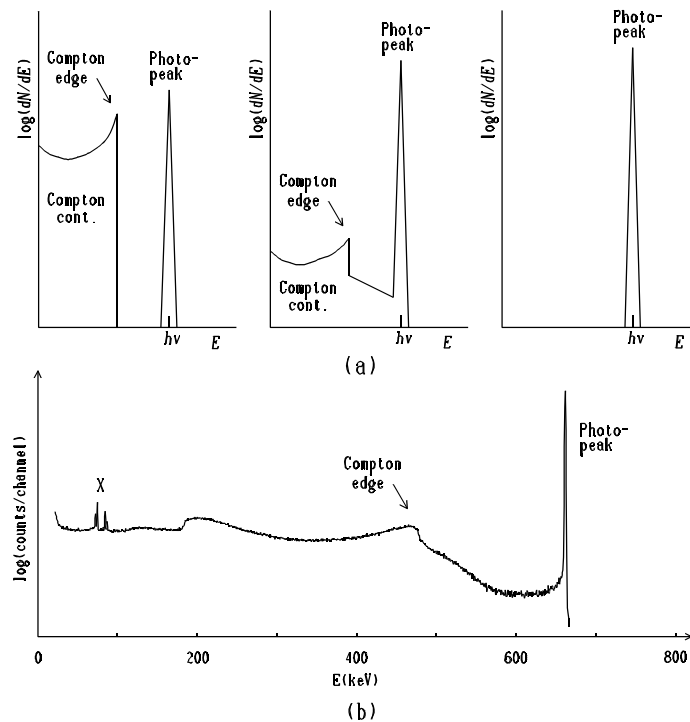 log(dN/dE)
Compton
edge
Photo-
peak
Compton
cont.
hν
E
log(dN/dE)
Photo-
peak
Compton
edge
Compton
cont.
hν
E
log(dN/dE)
Photo-
peak
hν
E
(a)
log(counts/channel)
X
Compton
edge
Photo-
peak
0
200
400
600
800
E(keV)
(b)